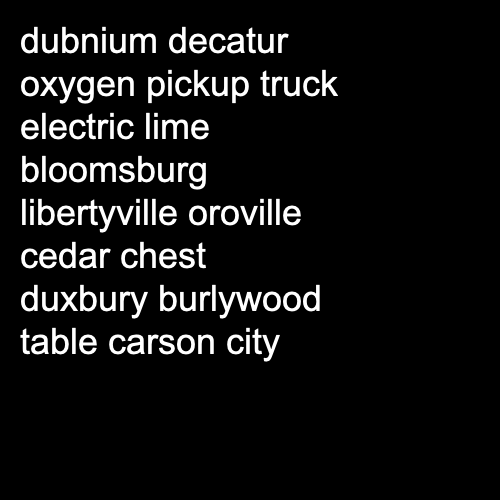 dubnium decatur
oxygen pickup truck
electric lime
bloomsburg
libertyville oroville
cedar chest
duxbury burlywood
table carson city